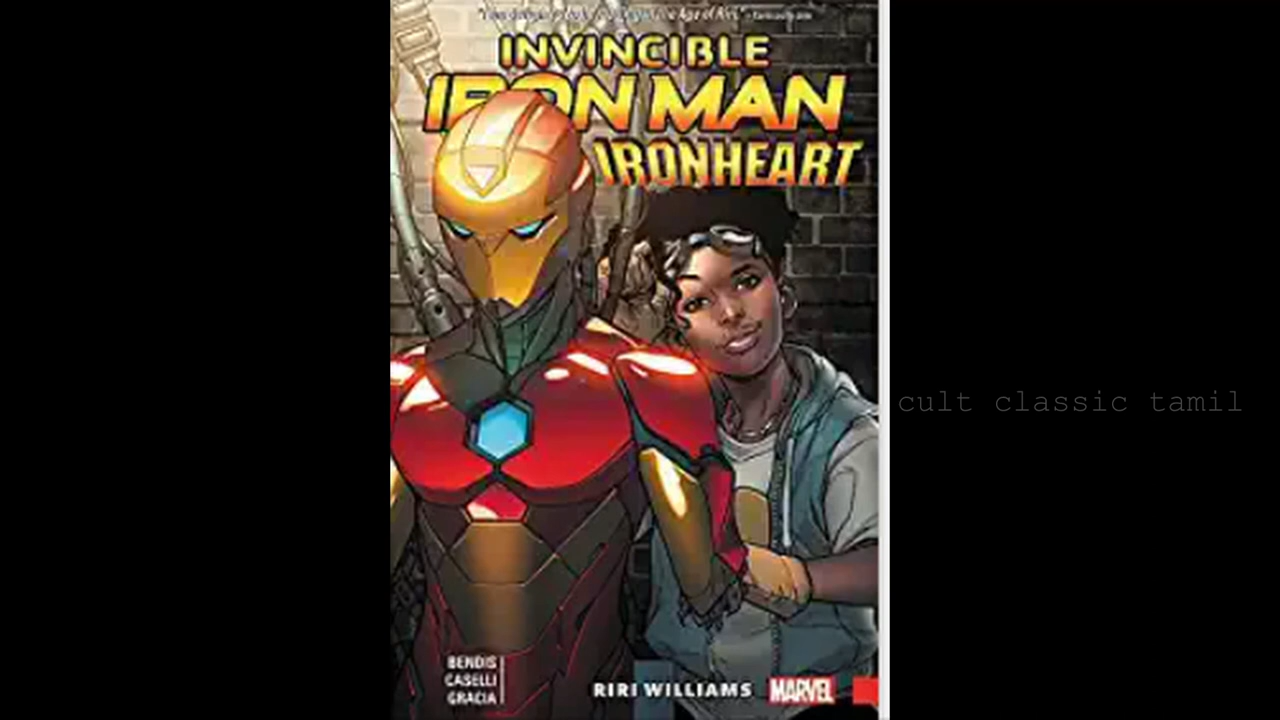 INVINCIBLE
IRON MAN
IRONHEART
cult classic tamil
BENDIS
CASELLI
GRACIA
RIRI WILLIAMS MARVEL